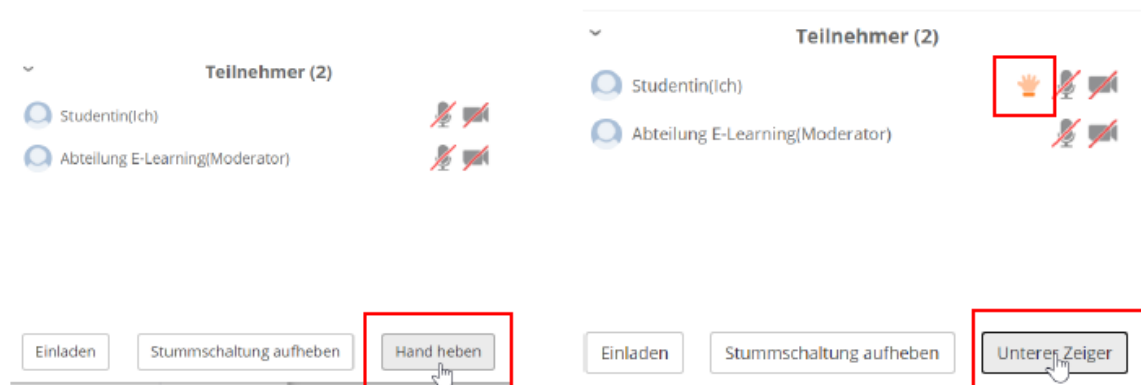 Teilnehmer (2)
Studentin(Ich)
Abteilung E-Learning(Moderator)
Einladen
Stummschaltung aufheben
Hand heben
Teilnehmer (2)
Studentin(Ich)
Abteilung E-Learning(Moderator)
Einladen
Stummschaltung aufheben
Unterer Zeiger